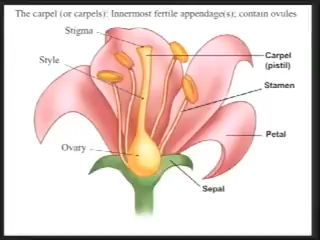 The carpel (or carpels): Innermost fertile appendage(s); contain ovules
Stigma
Style
Carpel
(pistil)
Stamen
Petal
Ovary
Sepal